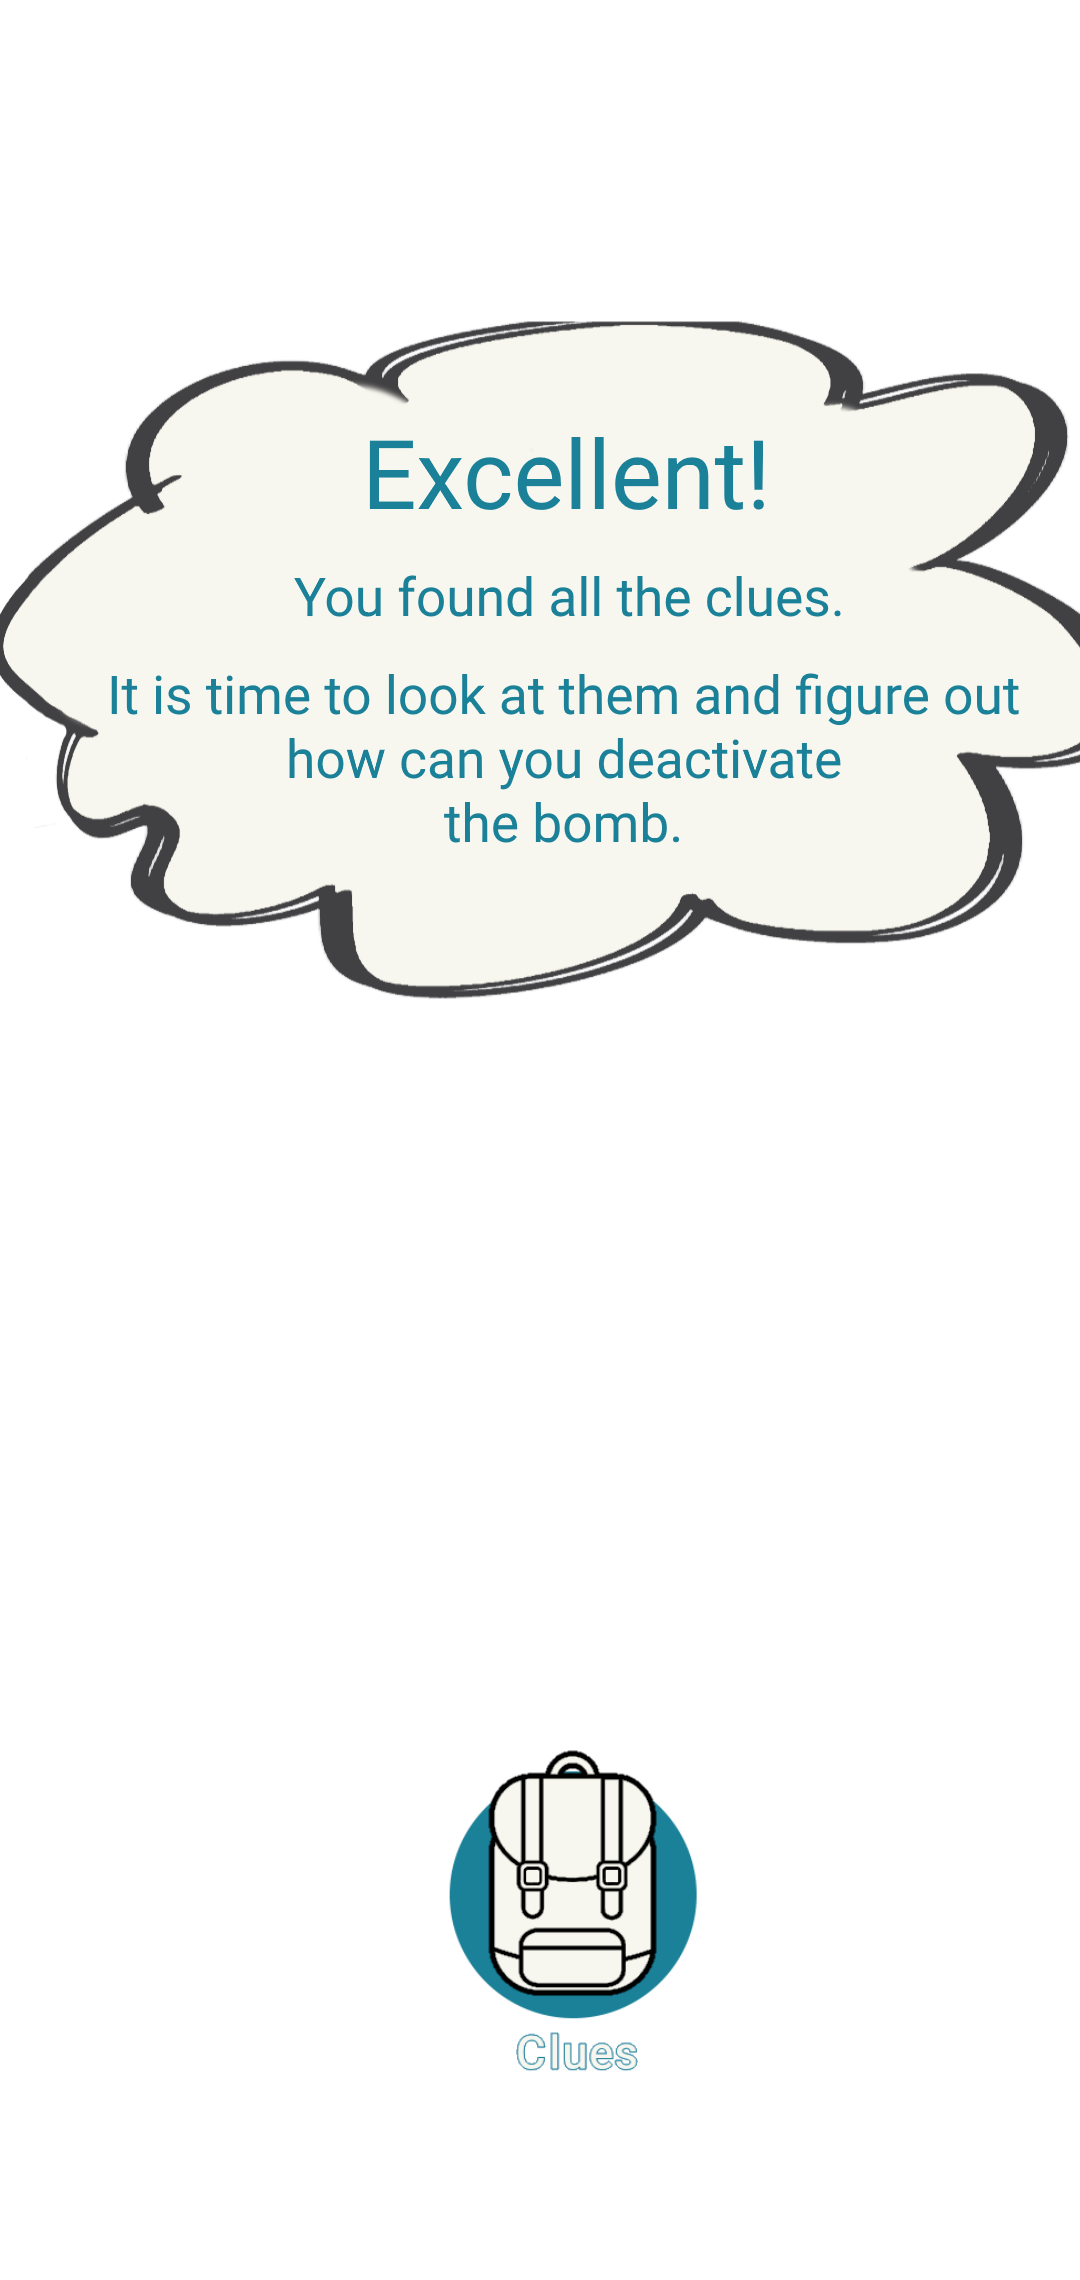 Excellent!
You found all the clues.
It is time to look at them and figure out
how can you deactivate
the bomb.
Clues